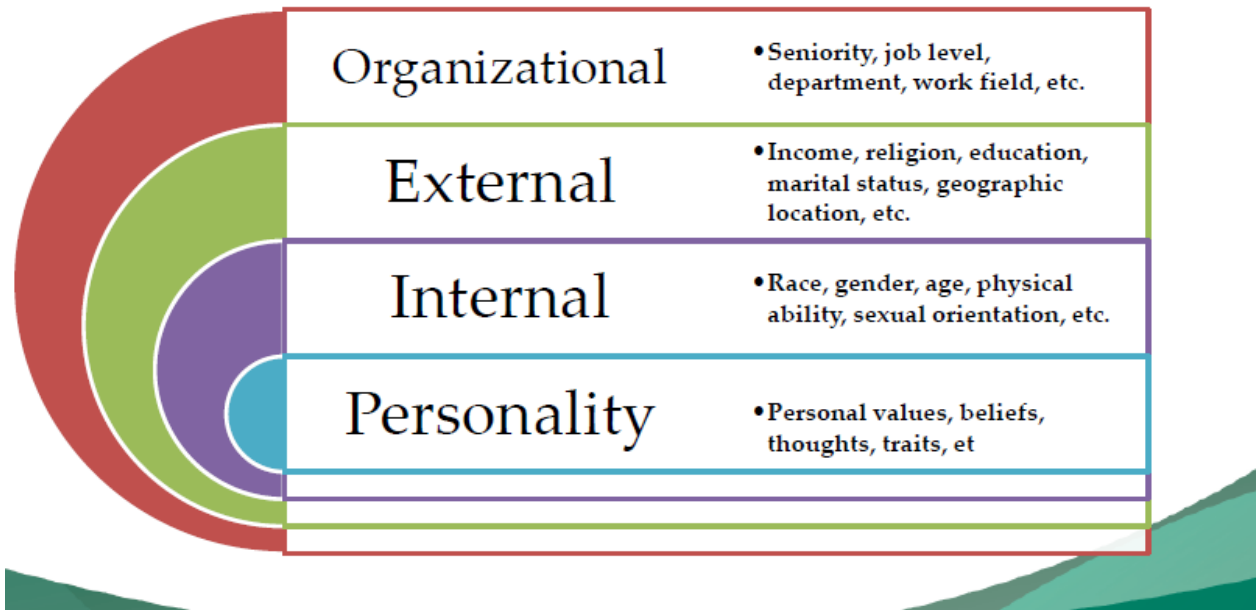 Organizational
•Seniority, job level,
department, work field, etc.
External
•Income, religion, education,
marital status, geographic
location, etc.
Internal
•Race, gender, age, physical
ability, sexual orientation, etc.
Personality
•Personal values, beliefs,
thoughts, traits, et